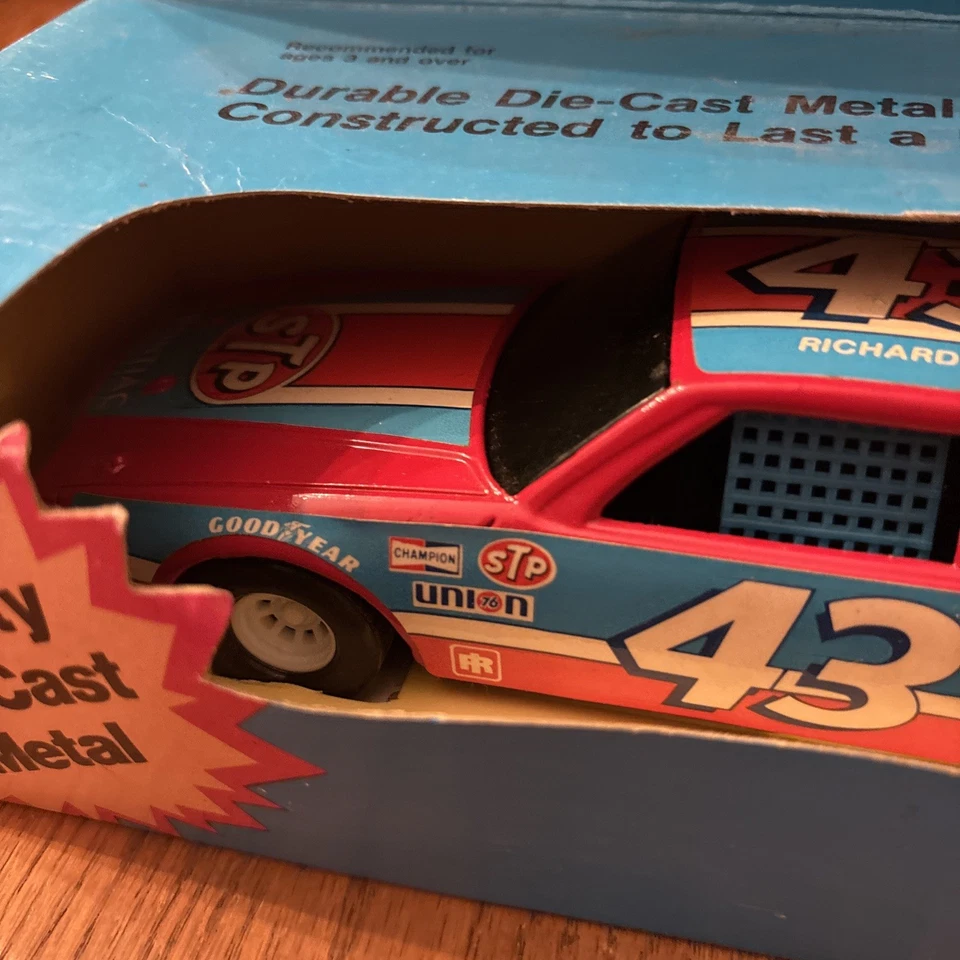 Recommended for
ages 3 and over
Durable Die-Cast Metal
Constructed to Last a
43
RICHARD
STP
GOODYEAR
CHAMPION
STP
UNION 76
43
ty
Cast
Metal